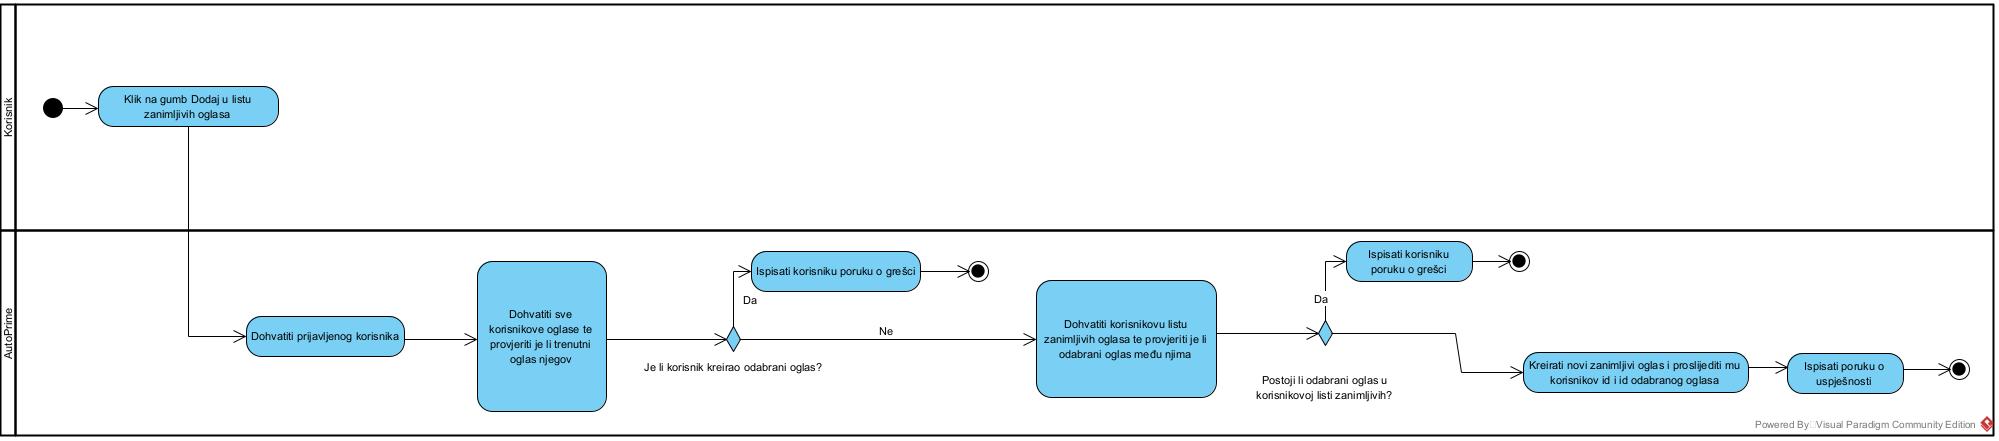 Korisnik
Klik na gumb Dodaj u listu
zanimljivih oglasa
AutoPrime
Dohvatiti prijavljenog korisnika
Dohvatiti sve
korisnikove oglase te
provjeriti je li trenutni
oglas njegov
Je li korisnik kreirao odabrani oglas?
Da
Ispisati korisniku poruku o grešci
Ne
Dohvatiti korisnikovu listu
zanimljivih oglasa te provjeriti je li
odabrani oglas među njima
Postoji li odabrani oglas u
korisnikovoj listi zanimljivih?
Da
Ispisati korisniku
poruku o grešci
Kreirati novi zanimljivi oglas i proslijediti mu
korisnikov id i id odabranog oglasa
Ispisati poruku o
uspješnosti
Powered By Visual Paradigm Community Edition